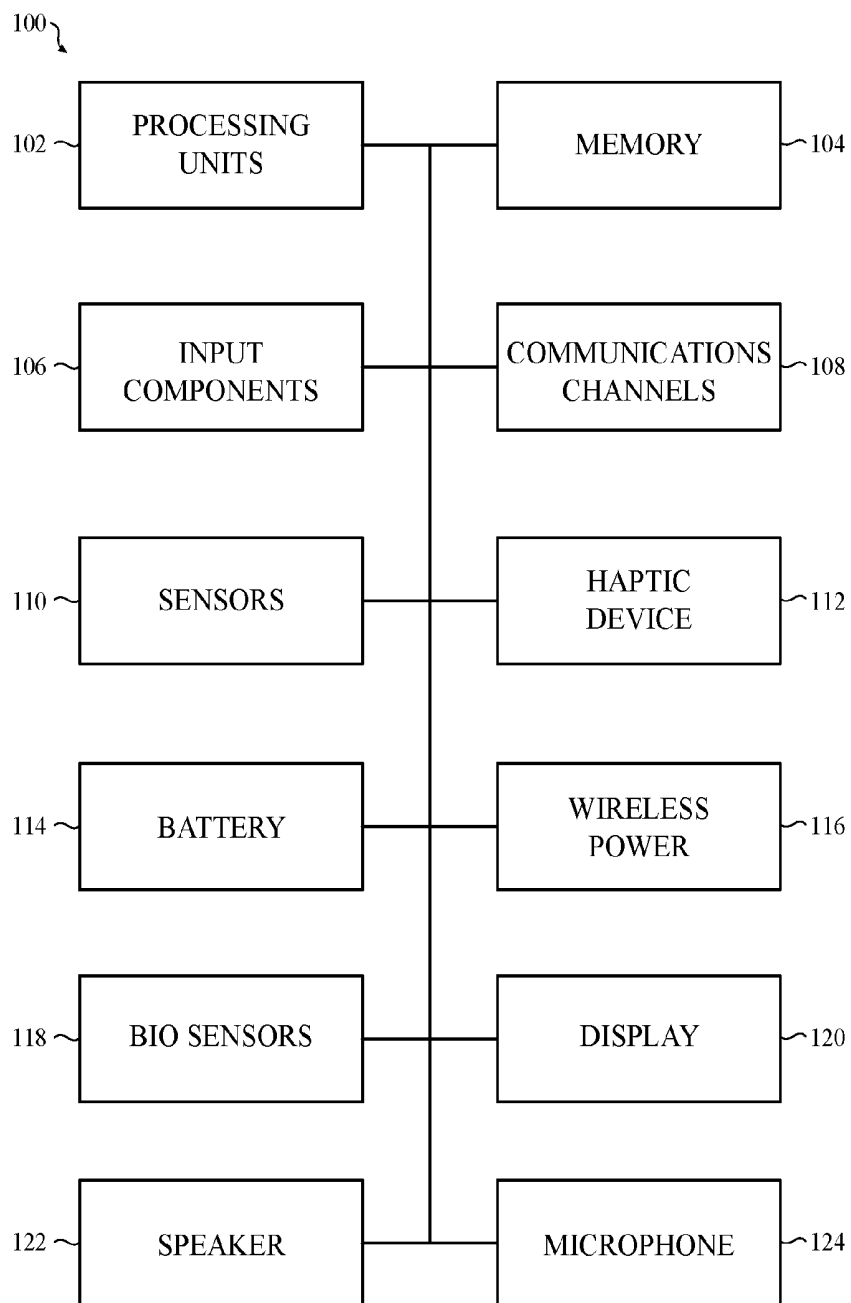 100
102
PROCESSING
UNITS
MEMORY
104
106
INPUT
COMPONENTS
COMMUNICATIONS
CHANNELS
108
110
SENSORS
HAPTIC
DEVICE
112
114
BATTERY
WIRELESS
POWER
116
118
BIO SENSORS
DISPLAY
120
122
SPEAKER
MICROPHONE
124